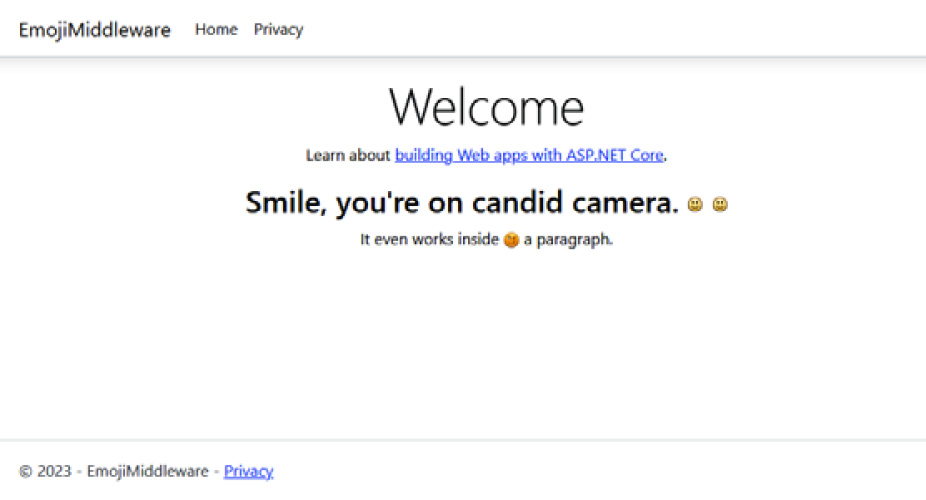 EmojiMiddleware Home Privacy
Welcome
Learn about building Web apps with ASP.NET Core.
Smile, you're on candid camera. 🙂 🙂
It even works inside 😡 a paragraph.
© 2023 - EmojiMiddleware - Privacy